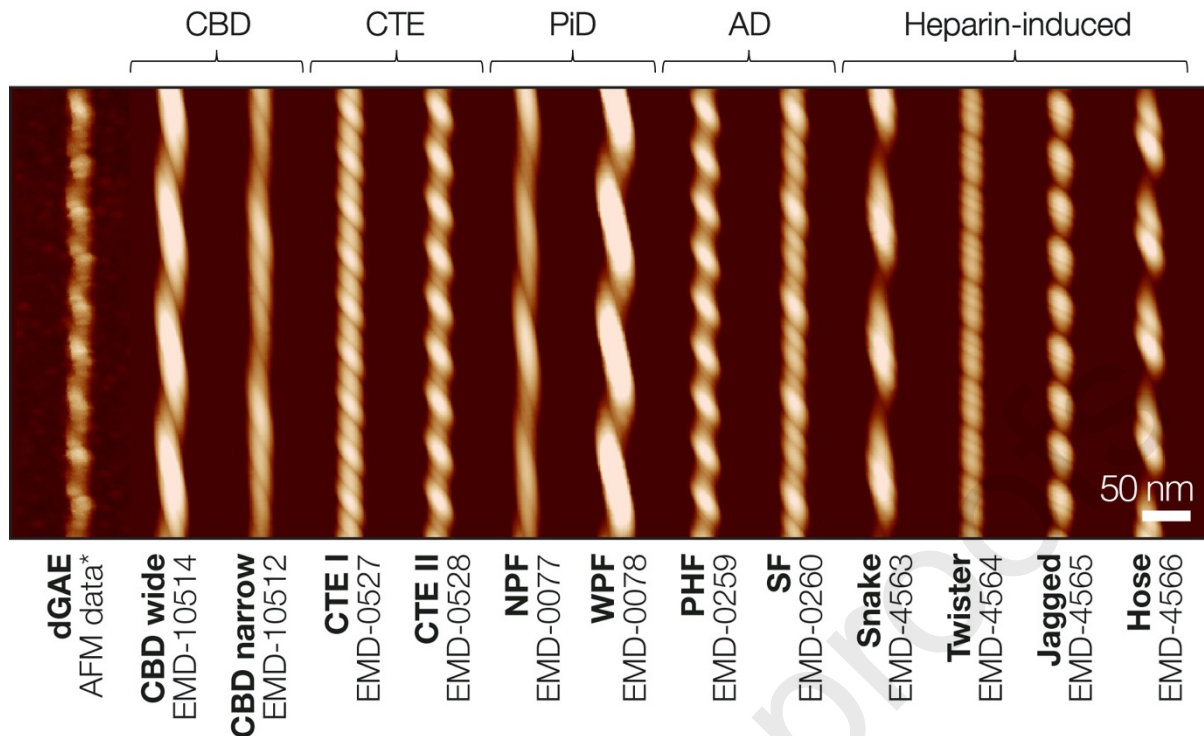 CBD CTE PiD AD Heparin-induced
50 nm
dGAE
AFM data*
CBD wide
EMD-10514
CBD narrow
EMD-10512
CTE I
EMD-0527
CTE II
EMD-0528
NPF
EMD-0077
WPF
EMD-0078
PHF
EMD-0259
SF
EMD-0260
Snake
EMD-4563
Twister
EMD-4564
Jagged
EMD-4565
Hose
EMD-4566